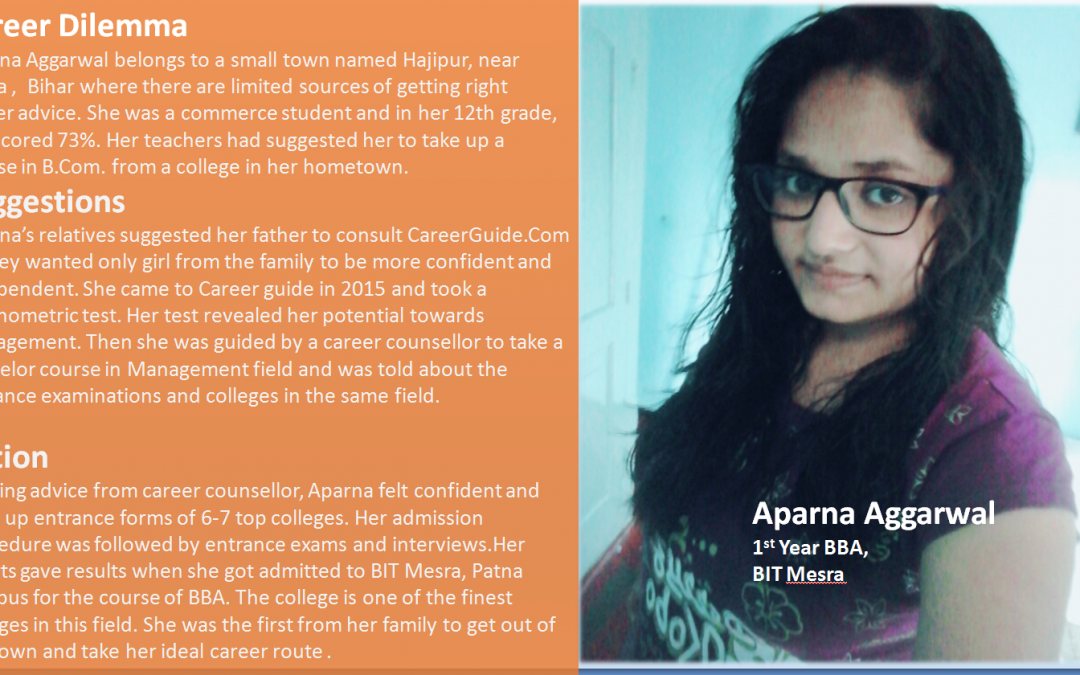 reer Dilemma
na Aggarwal belongs to a small town named Hajipur, near
a , Bihar where there are limited sources of getting right
er advice. She was a commerce student and in her 12th grade,
cored 73%. Her teachers had suggested her to take up a
se in B.Com. from a college in her hometown.
ggestions
na's relatives suggested her father to consult CareerGuide.Com
ey wanted only girl from the family to be more confident and
pendent. She came to Career guide in 2015 and took a
hometric test. Her test revealed her potential towards
agement. Then she was guided by a career counsellor to take a
elor course in Management field and was told about the
ance examinations and colleges in the same field.
tion
ing advice from career counsellor, Aparna felt confident and
up entrance forms of 6-7 top colleges. Her admission
edure was followed by entrance exams and interviews.Her
ts gave results when she got admitted to BIT Mesra, Patna
pus for the course of BBA. The college is one of the finest
ges in this field. She was the first from her family to get out of
own and take her ideal career route .
Aparna Aggarwal
1st Year BBA,
BIT Mesra